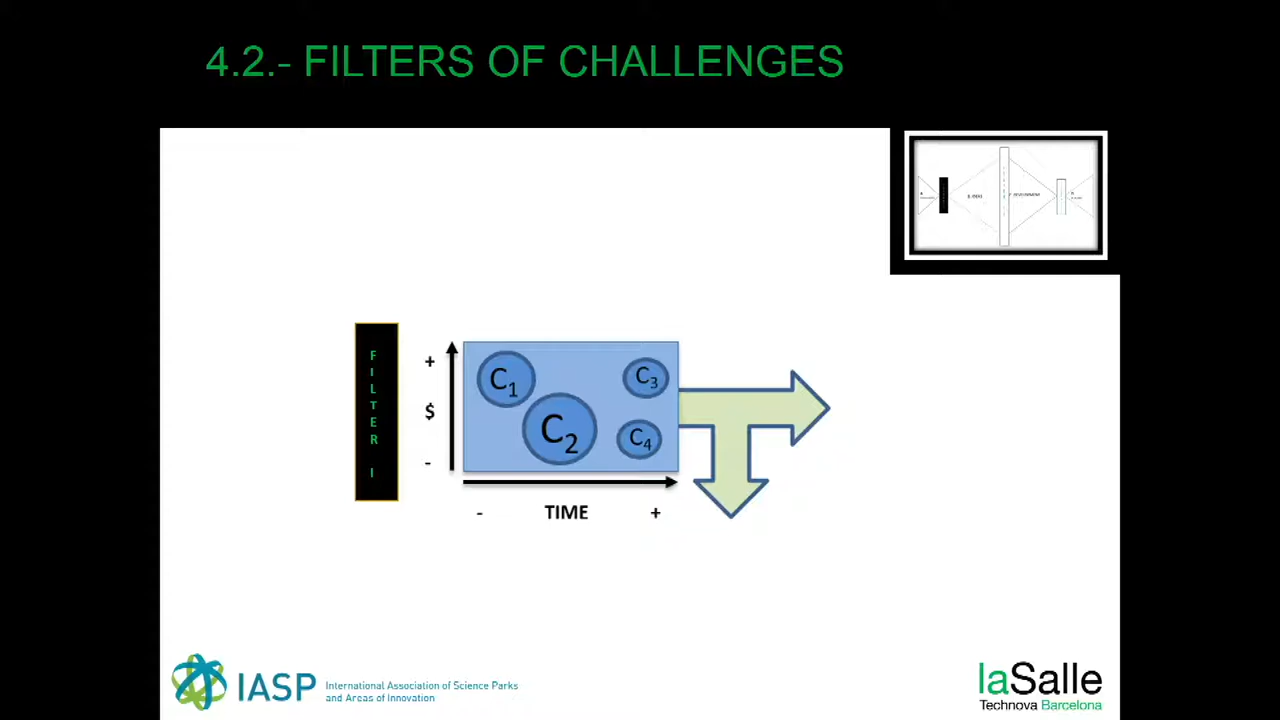 4.2.- FILTERS OF CHALLENGES
FILTER I
+
$
-
C1
C2
C3
C4
- TIME +
IASP International Association of Science Parks
and Areas of Innovation
laSalle
Technova Barcelona